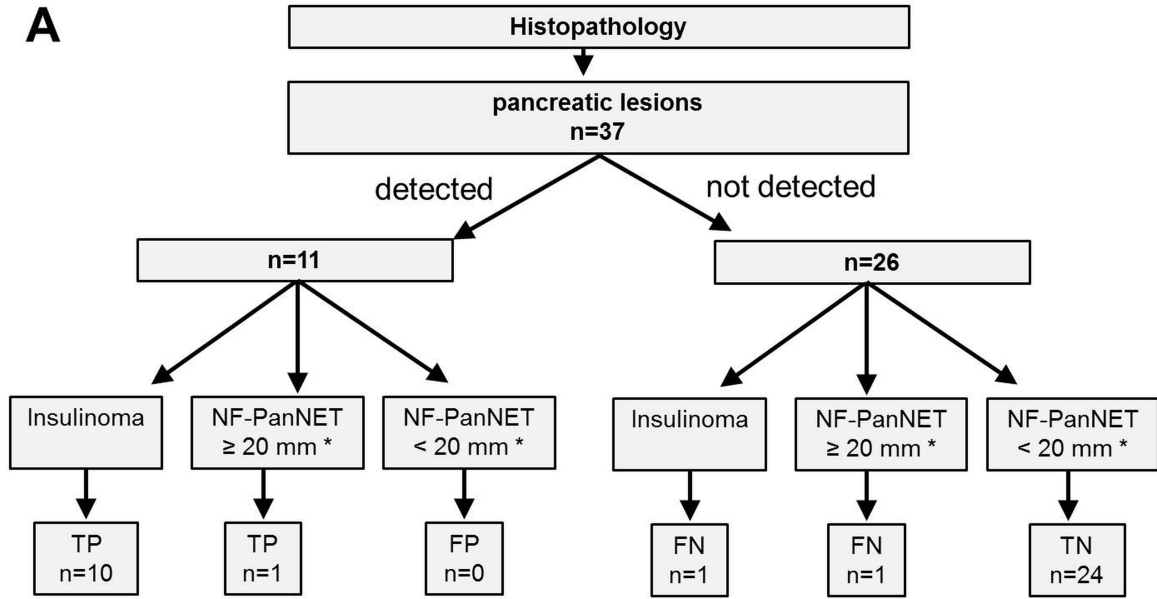 A
Histopathology
pancreatic lesions
n=37
detected
not detected
n=11
n=26
Insulinoma
NF-PanNET
≥ 20 mm *
NF-PanNET
< 20 mm *
Insulinoma
NF-PanNET
≥ 20 mm *
NF-PanNET
< 20 mm *
TP
n=10
TP
n=1
FP
n=0
FN
n=1
FN
n=1
TN
n=24